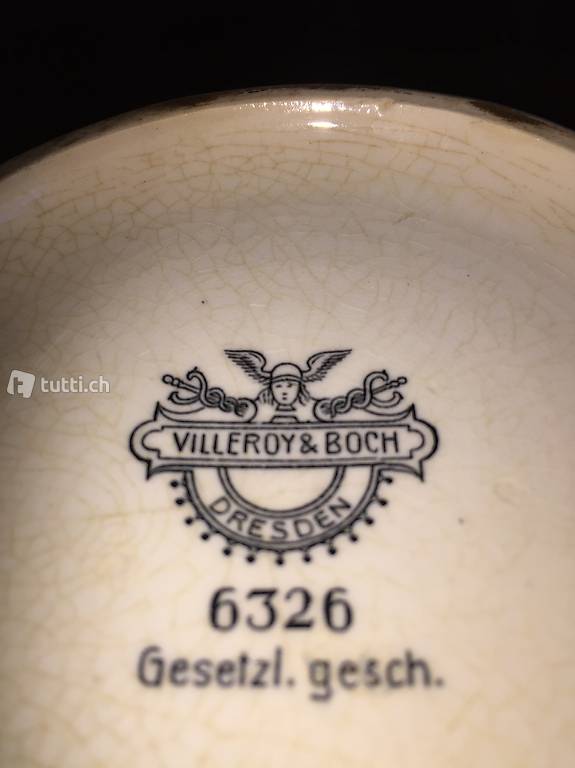 tutti.ch
VILLEROY & BOCH
DRESDEN
6326
Gesetzl. gesch.